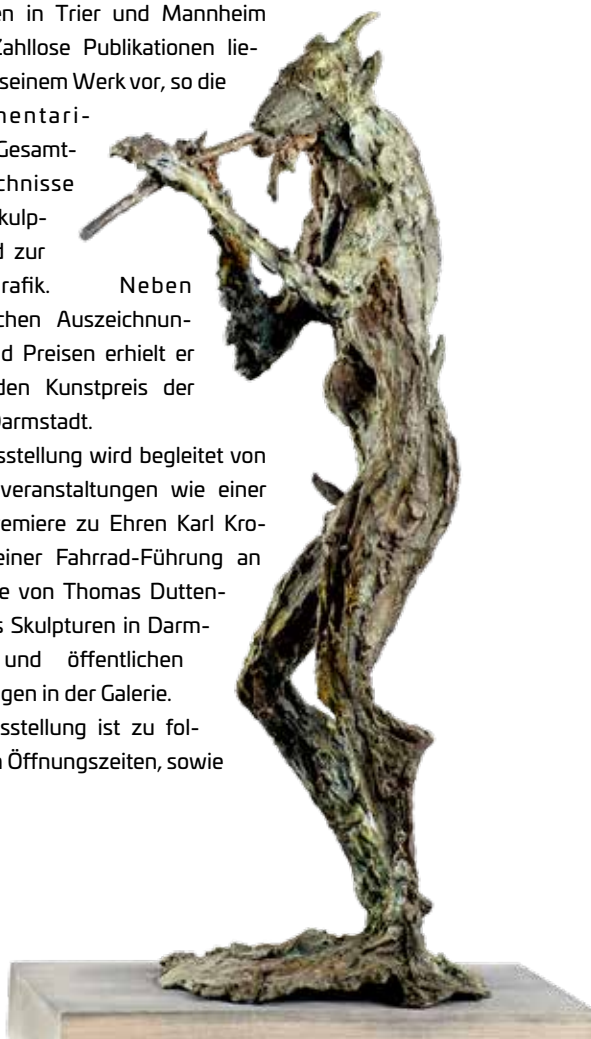 en in Trier und Mannheim
Zahllose Publikationen lie-
seinem Werk vor, so die
mentari-
Gesamt-
chnisse
kulp-
d zur
rafik. Neben
chen Auszeichnun-
d Preisen erhielt er
den Kunstpreis der
Darmstadt.
sstellung wird begleitet von
veranstaltungen wie einer
emiere zu Ehren Karl Kro-
einer Fahrrad-Führung an
e von Thomas Dutten-
s Skulpturen in Darm-
und öffentlichen
gen in der Galerie.
sstellung ist zu fol-
n Öffnungszeiten, sowie